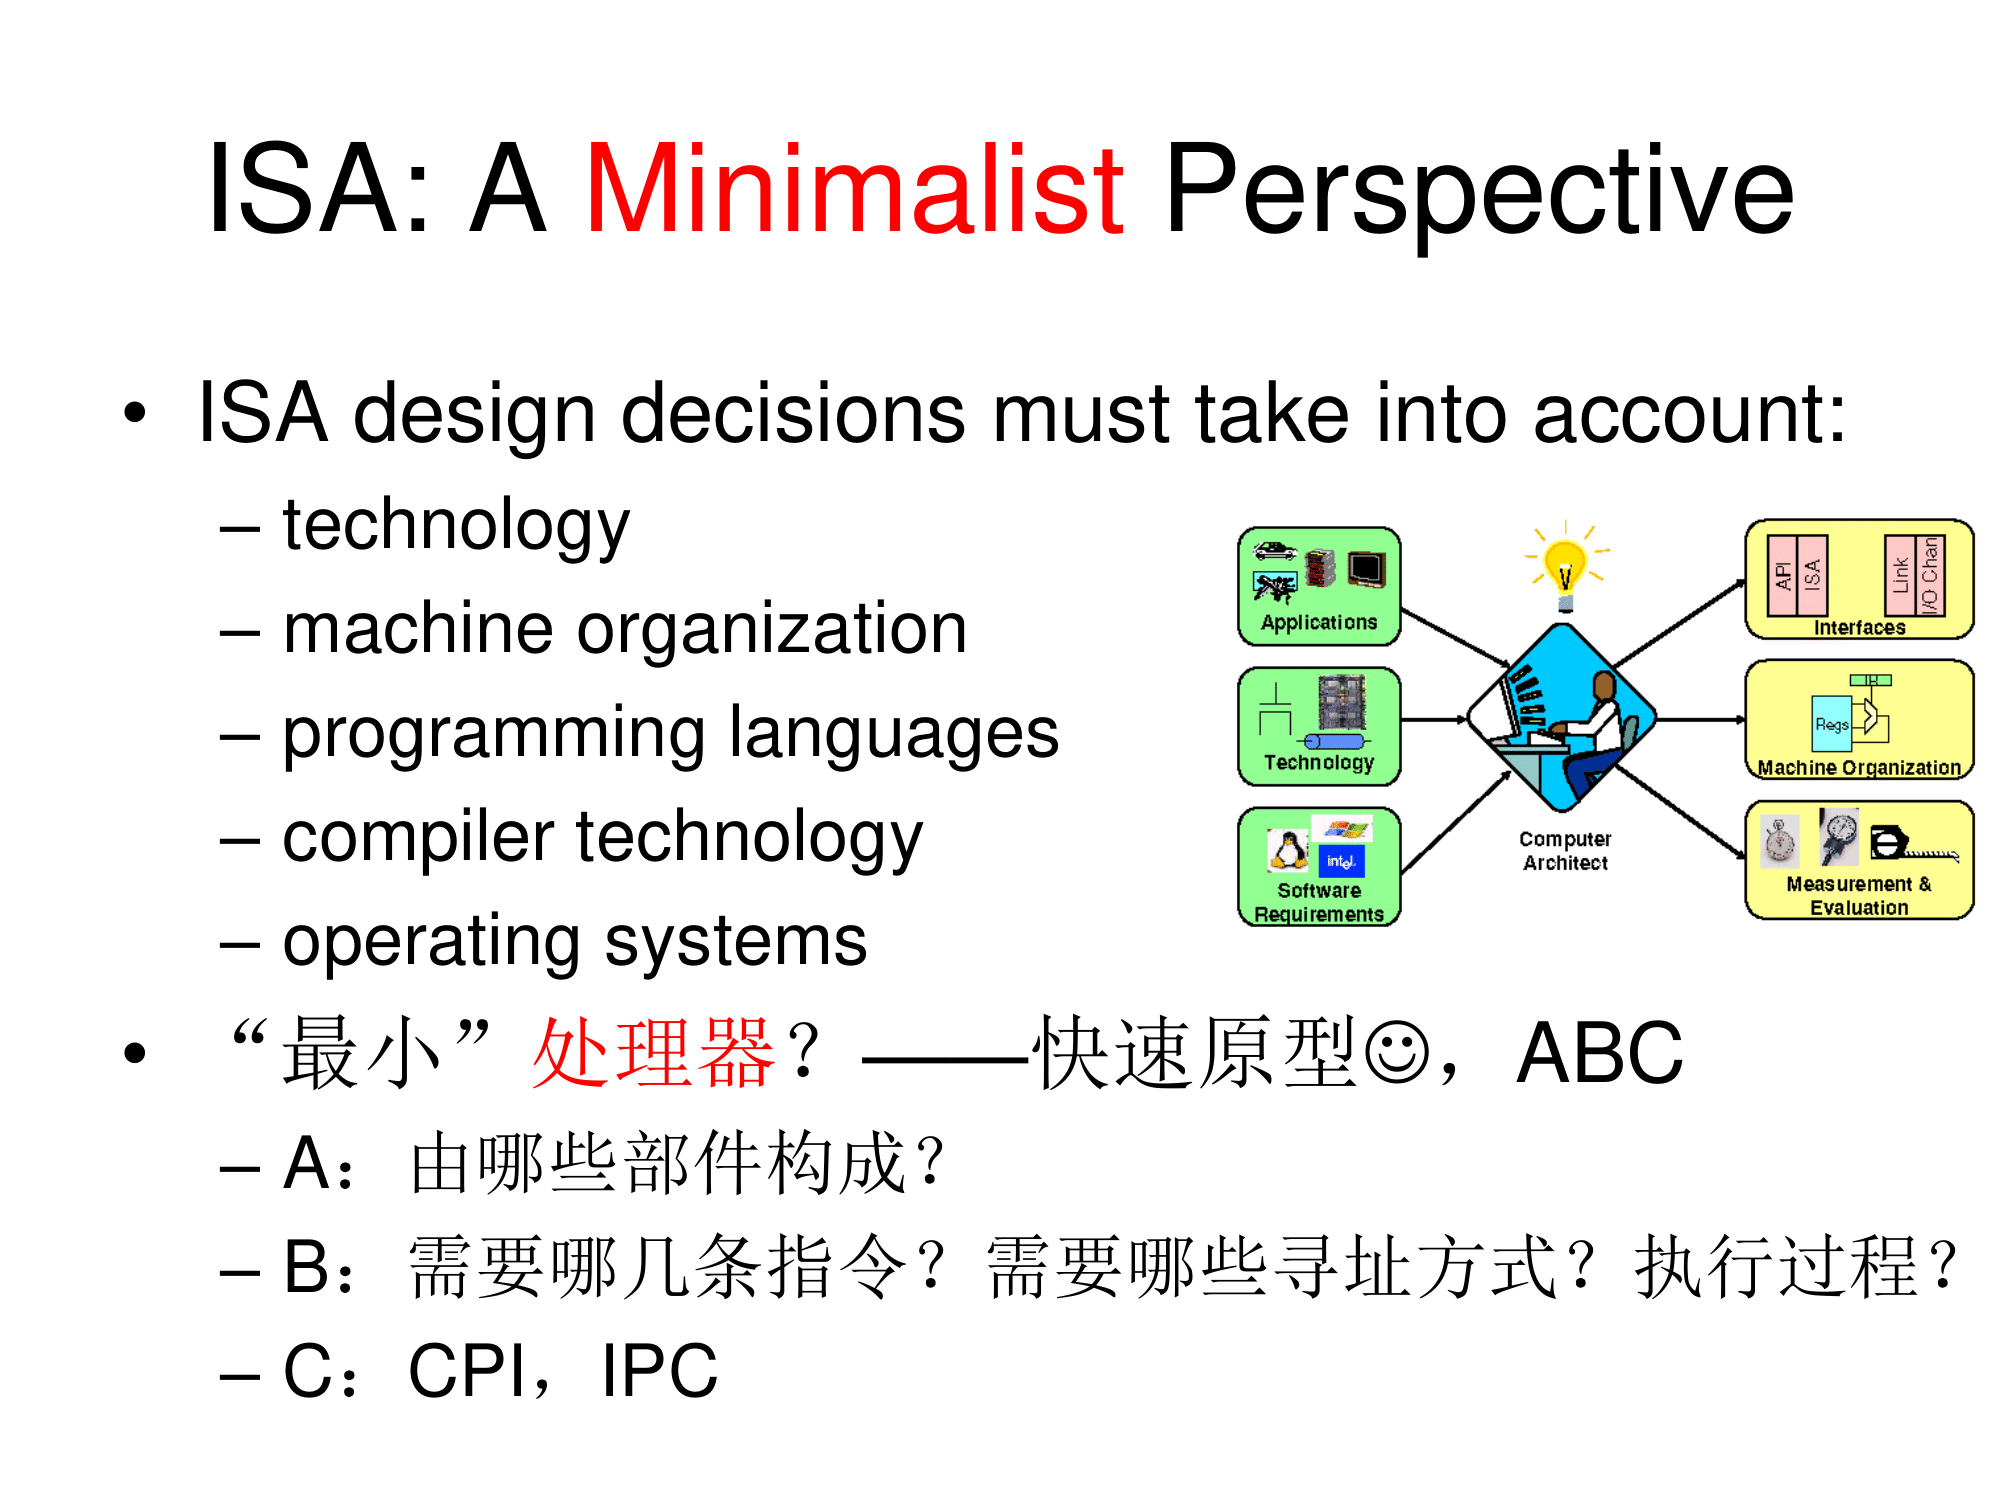 ISA: A Minimalist Perspective
• ISA design decisions must take into account:
– technology
– machine organization
– programming languages
– compiler technology
– operating systems
Applications
Technology
Software
Requirements
intel
Computer
Architect
API
ISA
Link
I/O Chan
Interfaces
IR
Regs
Machine Organization
Measurement &
Evaluation
• “最小”处理器？——快速原型☺，ABC
– A：由哪些部件构成？
– B：需要哪几条指令？需要哪些寻址方式？执行过程？
– C：CPI，IPC